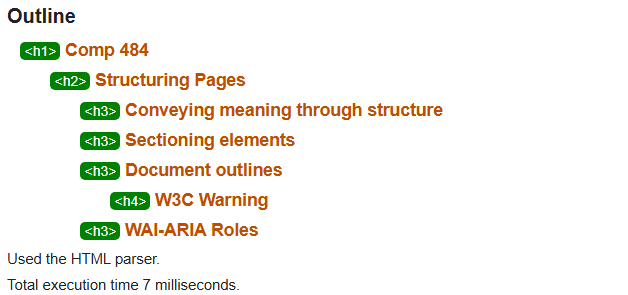 Outline
<h1> Comp 484
<h2> Structuring Pages
<h3> Conveying meaning through structure
<h3> Sectioning elements
<h3> Document outlines
<h4> W3C Warning
<h3> WAI-ARIA Roles
Used the HTML parser.
Total execution time 7 milliseconds.